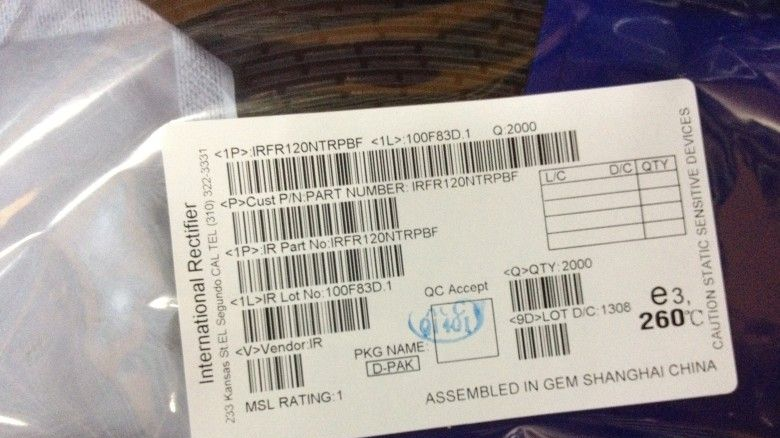 <1P>:IRFR120NTRPBF <1L>:100F83D.1 Q:2000
<P>Cust P/N:PART NUMBER: IRFR120NTRPBF
<1P>:IR Part No:IRFR120NTRPBF
<1L>IR Lot No:100F83D.1
<V>Vendor:IR
MSL RATING:1
PKG NAME:
D-PAK
QC Accept
L/C D/C QTY
<Q>QTY:2000
<9D>LOT D/C:1308
e3,
260℃
ASSEMBLED IN GEM SHANGHAI CHINA
International Rectifier
233 Kansas St.EL Segundo CAL TEL (310) 322-3331
CAUTION STATIC SENSITIVE DEVICES